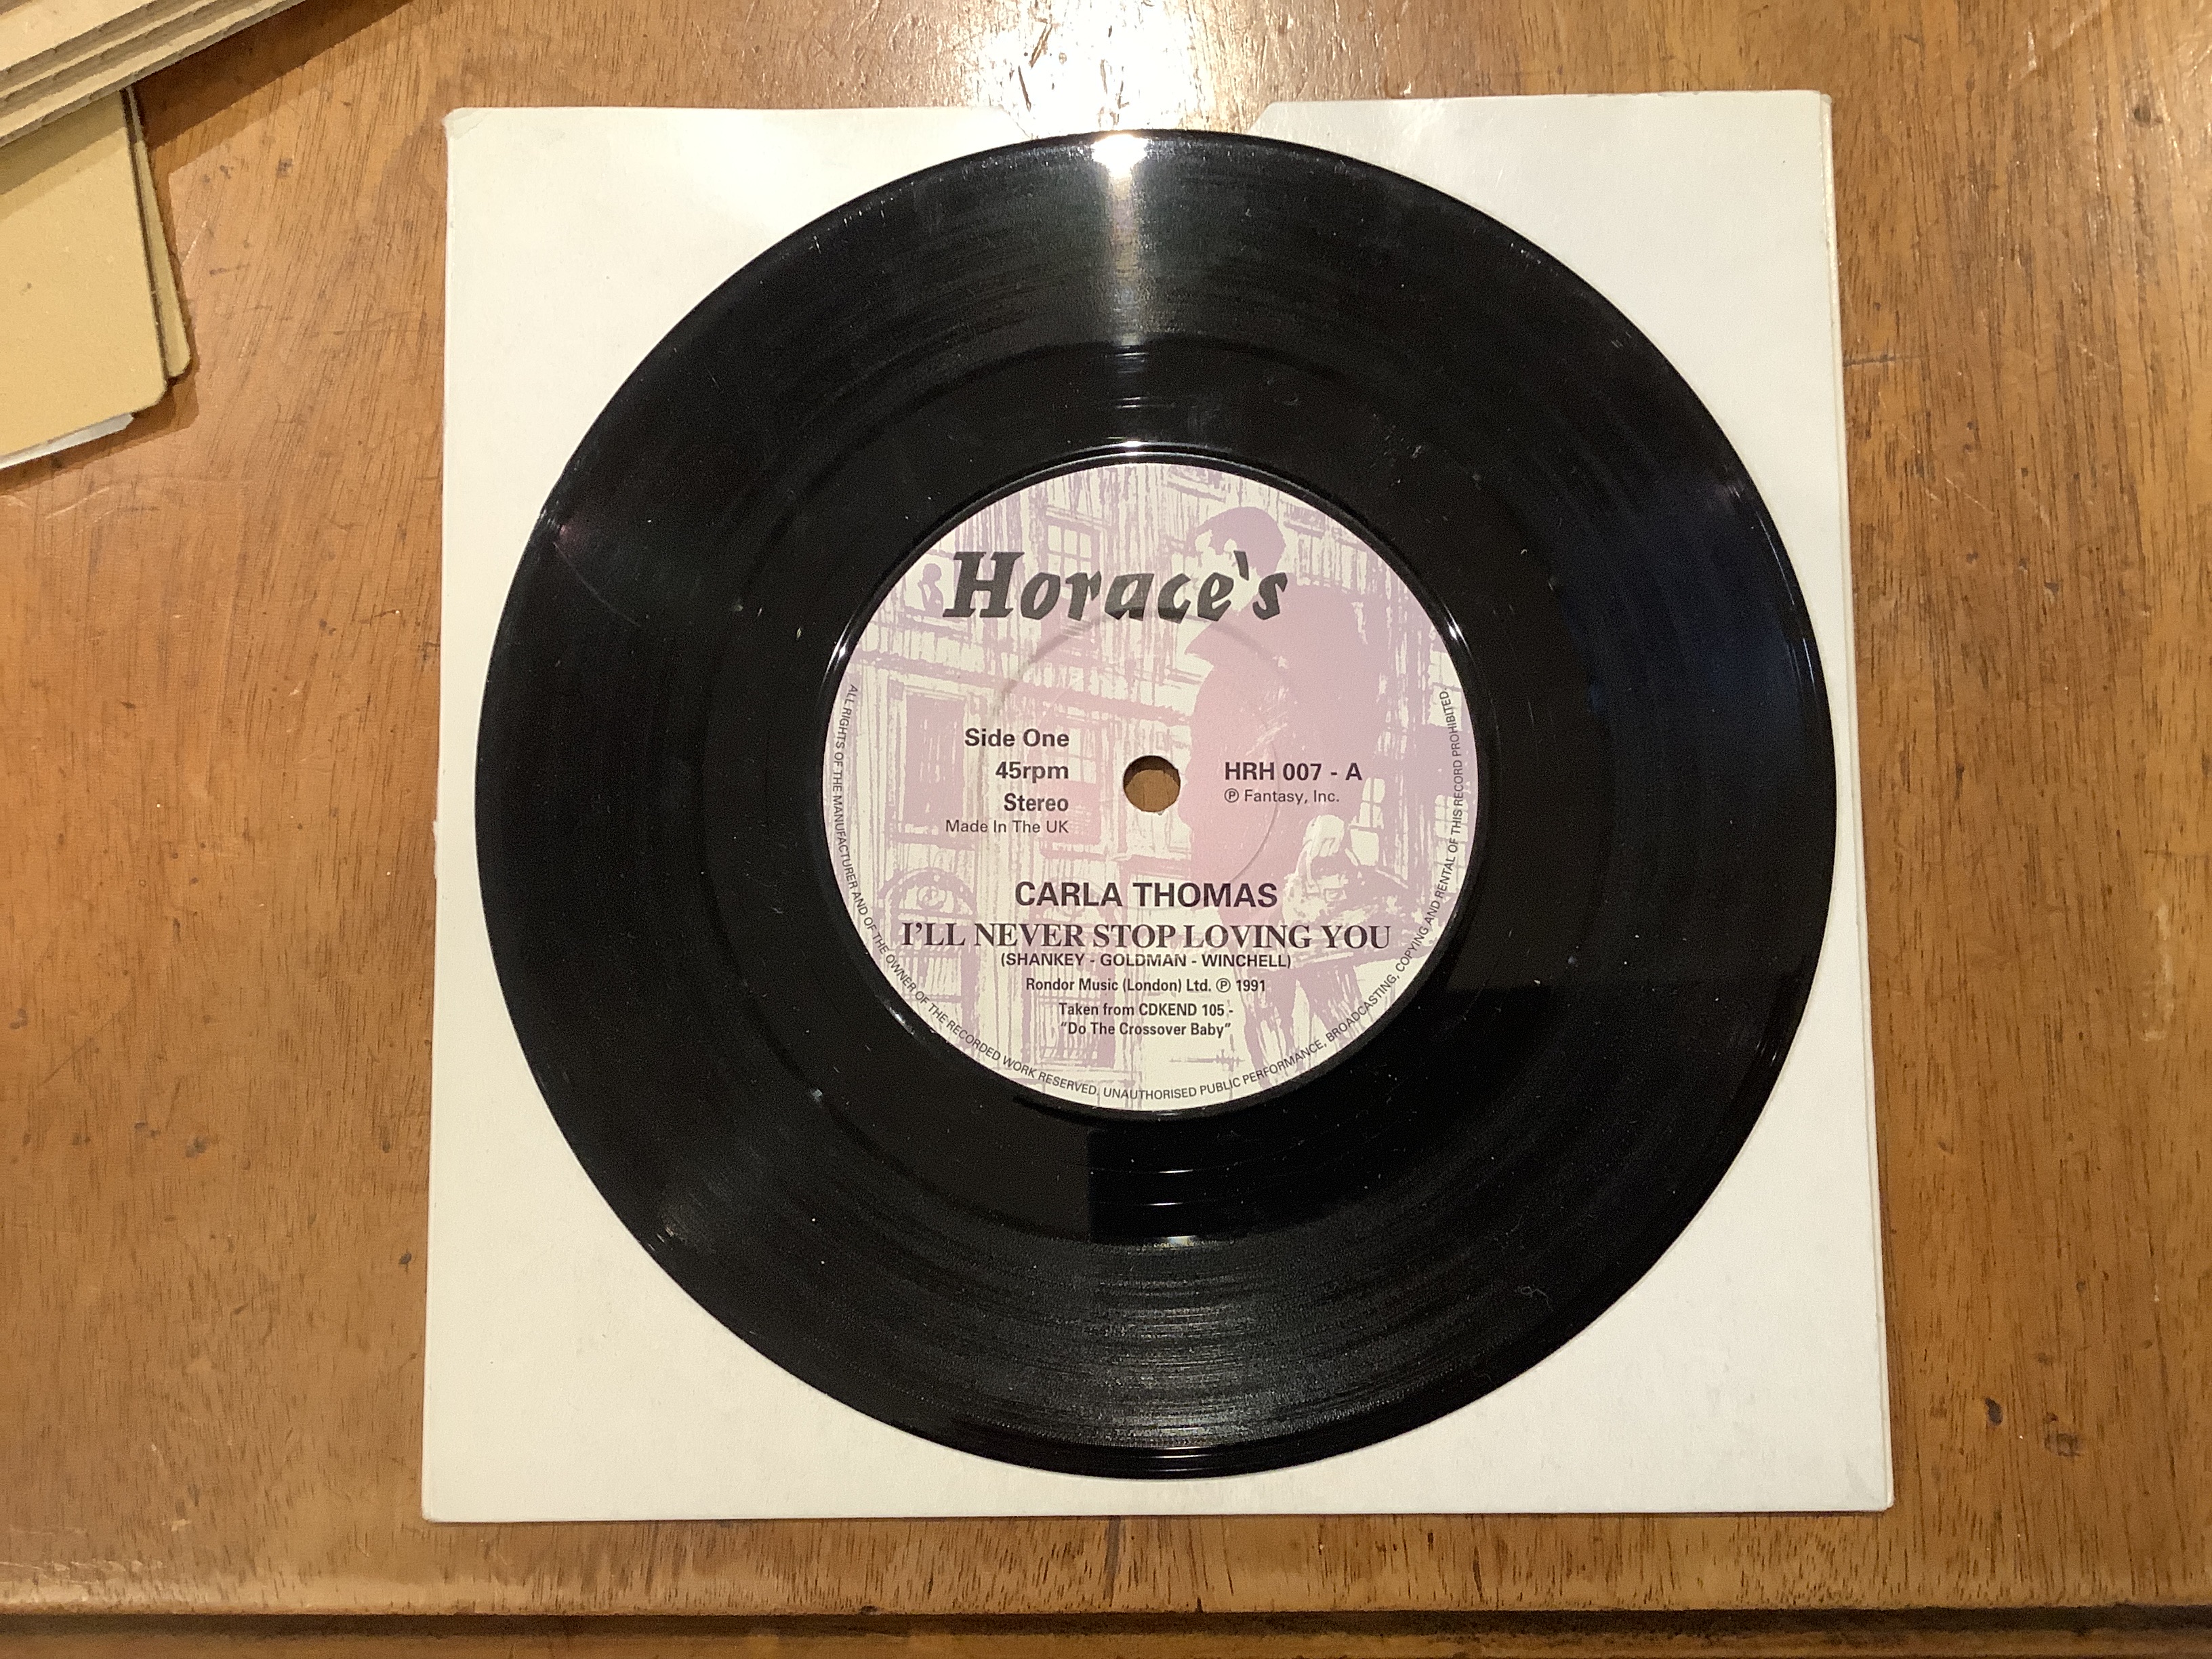 Horace's
Side One
45rpm
Stereo
Made In The UK
HRH 007 - A
℗ Fantasy, Inc.
CARLA THOMAS
I'LL NEVER STOP LOVING YOU
(SHANKEY - GOLDMAN - WINCHELL)
Rondor Music (London) Ltd. ℗ 1991
Taken from CDKEND 105 -
"Do The Crossover Baby"
ALL RIGHTS OF THE MANUFACTURER AND OF THE OWNER OF THE RECORDED WORK RESERVED. UNAUTHORISED PUBLIC PERFORMANCE, BROADCASTING, COPYING AND RENTAL OF THIS RECORD PROHIBITED.